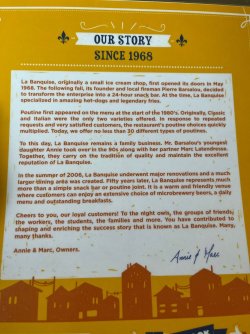 OUR STORY
SINCE 1968
La Banquise, originally a small ice cream shop, first opened its doors in May
1968. The following fall, its founder and local fireman Pierre Barsalou, decided
to transform the enterprise into a 24-hour snack bar. At the time, La Banquise
specialized in amazing hot-dogs and legendary fries.
Poutine first appeared on the menu at the start of the 1980's. Originally, Classic
and Italian were the only two varieties offered. In response to repeated
requests and very satisfied customers, the restaurant's poutine choices quickly
multiplied. Today, we offer no less than 30 different types of poutines.
To this day, La Banquise remains a family business. Mr. Barsalou's youngest
daughter Annie took over in the 90s along with her partner Marc Latendresse.
Together, they carry on the tradition of quality and maintain the excellent
reputation of La Banquise.
In the summer of 2006, La Banquise underwent major renovations and a much
larger dining area was created. Fifty years later, La Banquise represents much
more than a simple snack bar or poutine joint. It is a warm and friendly venue
where customers can enjoy an extensive choice of microbrewery beers, a daily
menu and outstanding breakfasts.
Cheers to you, our loyal customers! To the night owls, the groups of friends,
the workers, the students, the families and more. You have contributed to
shaping and enriching the success story that is known as La Banquise. Many,
many thanks.
Annie & Marc, Owners.
Annie & Marc